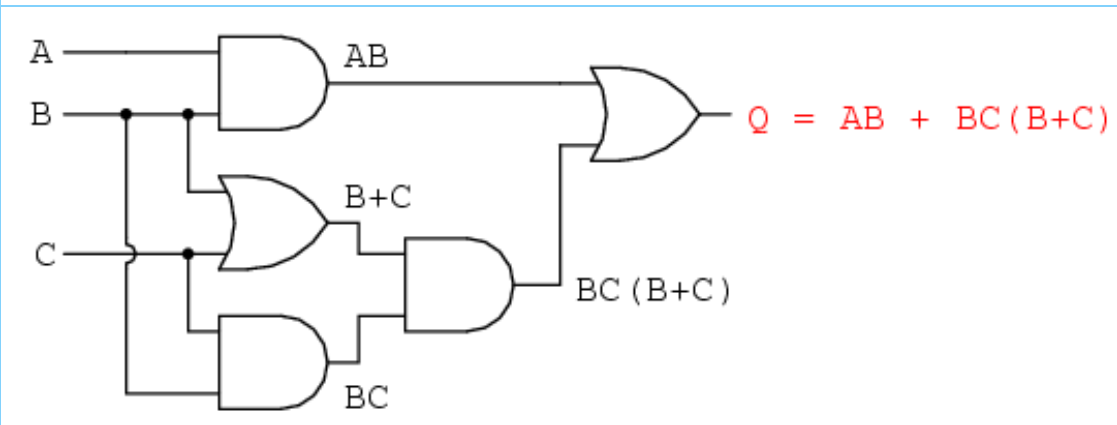 A
AB
B
Q = AB + BC(B+C)
B+C
C
BC(B+C)
BC